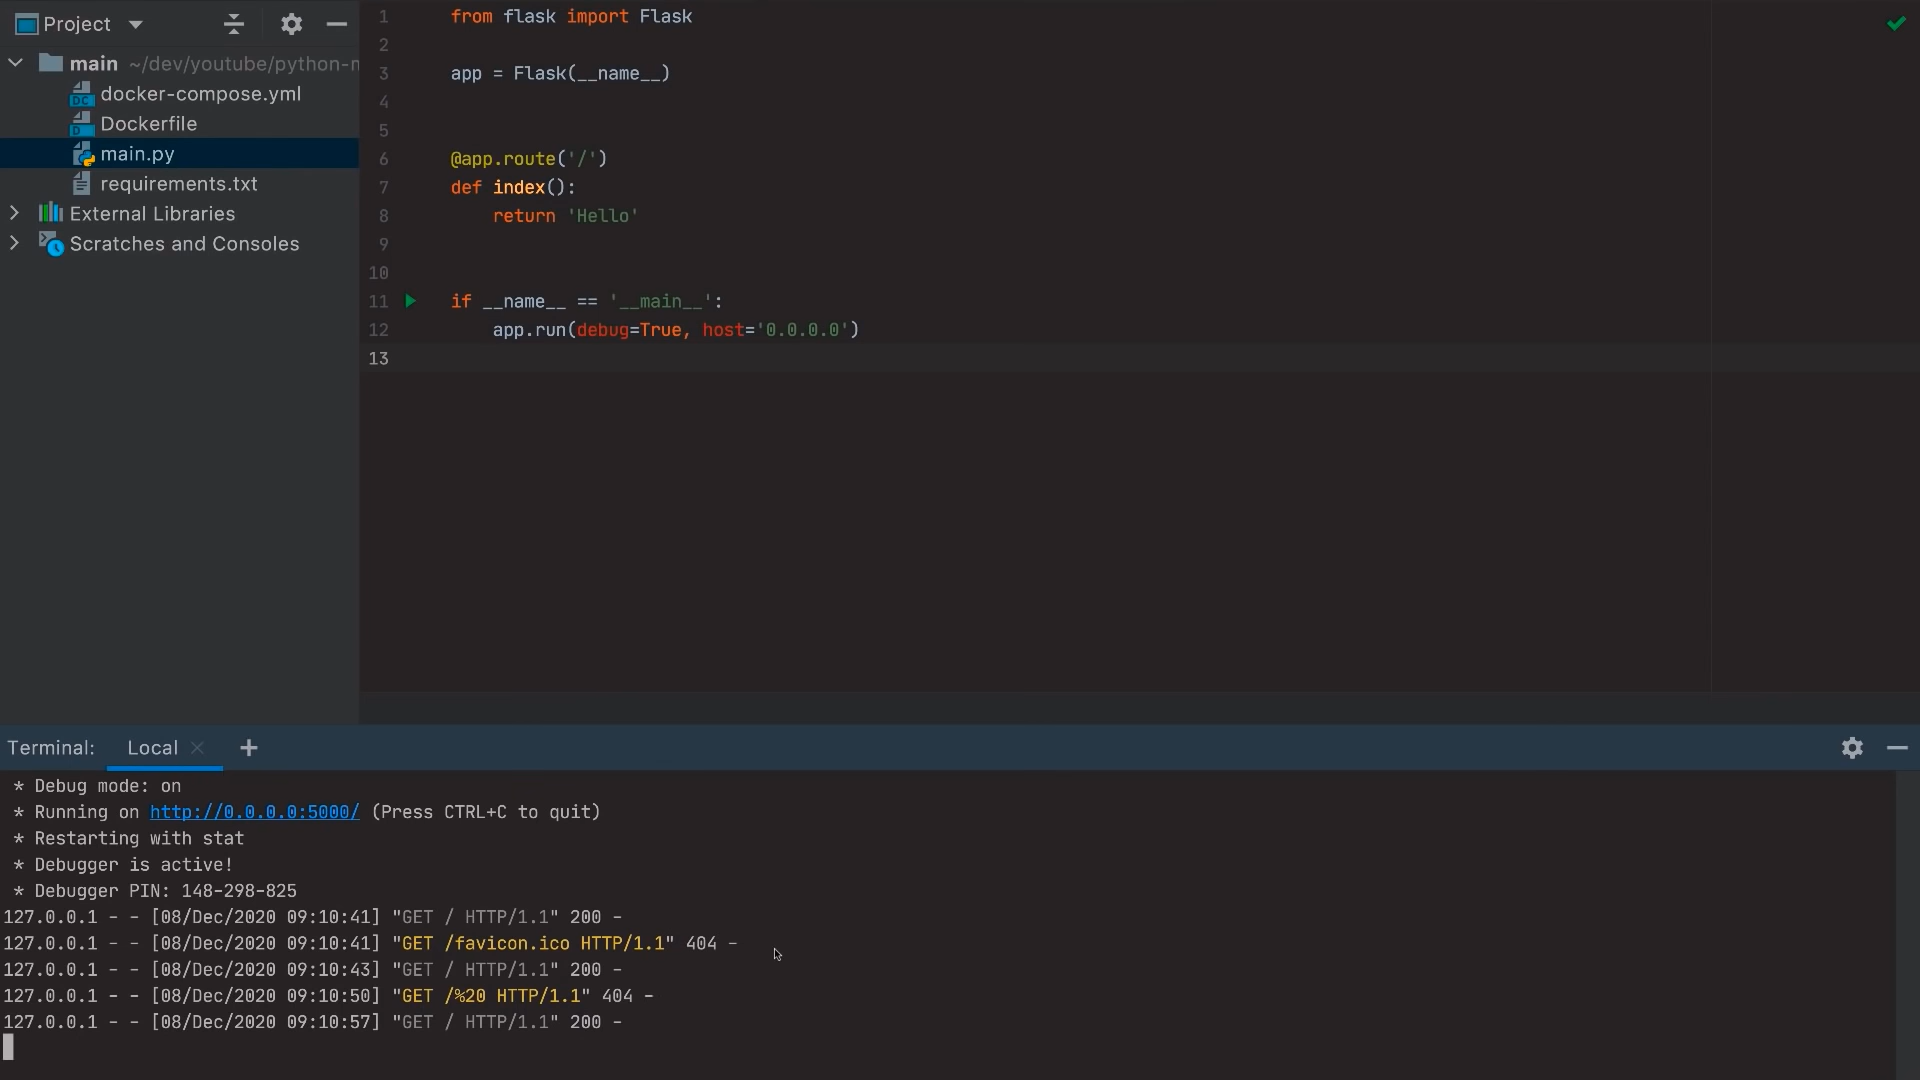 Project
main ~/dev/youtube/python-m
docker-compose.yml
Dockerfile
main.py
requirements.txt
External Libraries
Scratches and Consoles
1 from flask import Flask
2
3 app = Flask(__name__)
4
5
6 @app.route('/')
7 def index():
8 return 'Hello'
9
10
11 if __name__ == '__main__':
12 app.run(debug=True, host='0.0.0.0')
13
Terminal: Local
* Debug mode: on
* Running on http://0.0.0.0:5000/ (Press CTRL+C to quit)
* Restarting with stat
* Debugger is active!
* Debugger PIN: 148-298-825
127.0.0.1 - - [08/Dec/2020 09:10:41] "GET / HTTP/1.1" 200 -
127.0.0.1 - - [08/Dec/2020 09:10:41] "GET /favicon.ico HTTP/1.1" 404 -
127.0.0.1 - - [08/Dec/2020 09:10:43] "GET / HTTP/1.1" 200 -
127.0.0.1 - - [08/Dec/2020 09:10:50] "GET /%20 HTTP/1.1" 404 -
127.0.0.1 - - [08/Dec/2020 09:10:57] "GET / HTTP/1.1" 200 -